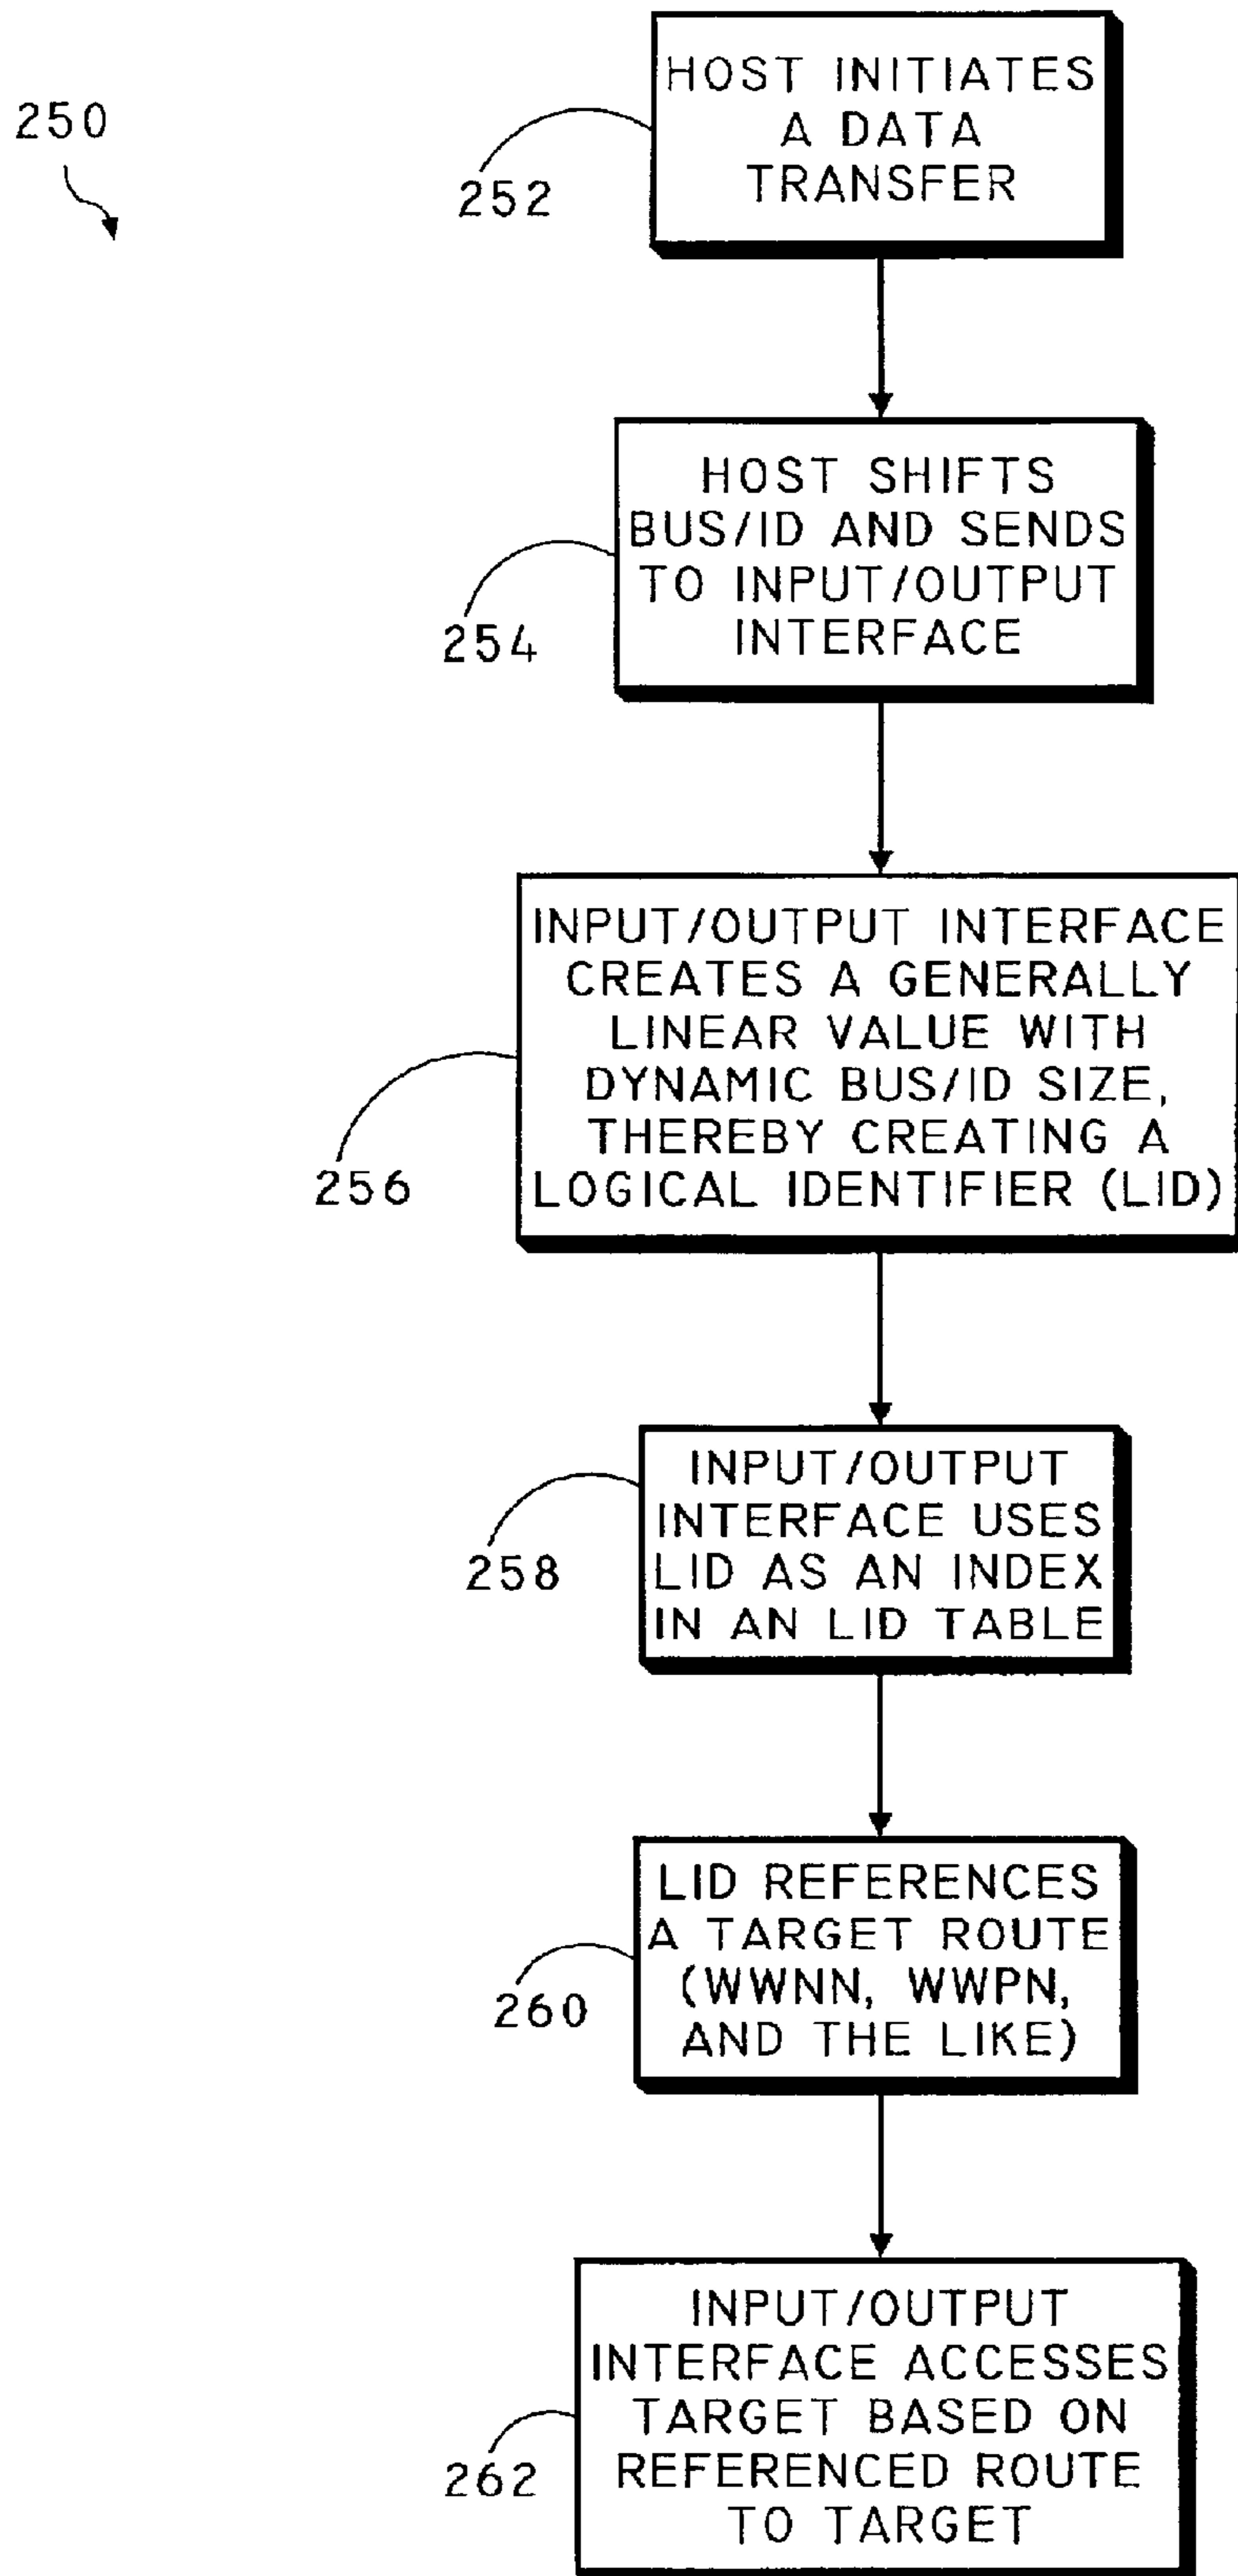 250
HOST INITIATES
A DATA
TRANSFER
252
HOST SHIFTS
BUS/ID AND SENDS
TO INPUT/OUTPUT
INTERFACE
254
INPUT/OUTPUT INTERFACE
CREATES A GENERALLY
LINEAR VALUE WITH
DYNAMIC BUS/ID SIZE,
THEREBY CREATING A
LOGICAL IDENTIFIER (LID)
256
INPUT/OUTPUT
INTERFACE USES
LID AS AN INDEX
IN AN LID TABLE
258
LID REFERENCES
A TARGET ROUTE
(WWNN, WWPN,
AND THE LIKE)
260
INPUT/OUTPUT
INTERFACE ACCESSES
TARGET BASED ON
REFERENCED ROUTE
TO TARGET
262